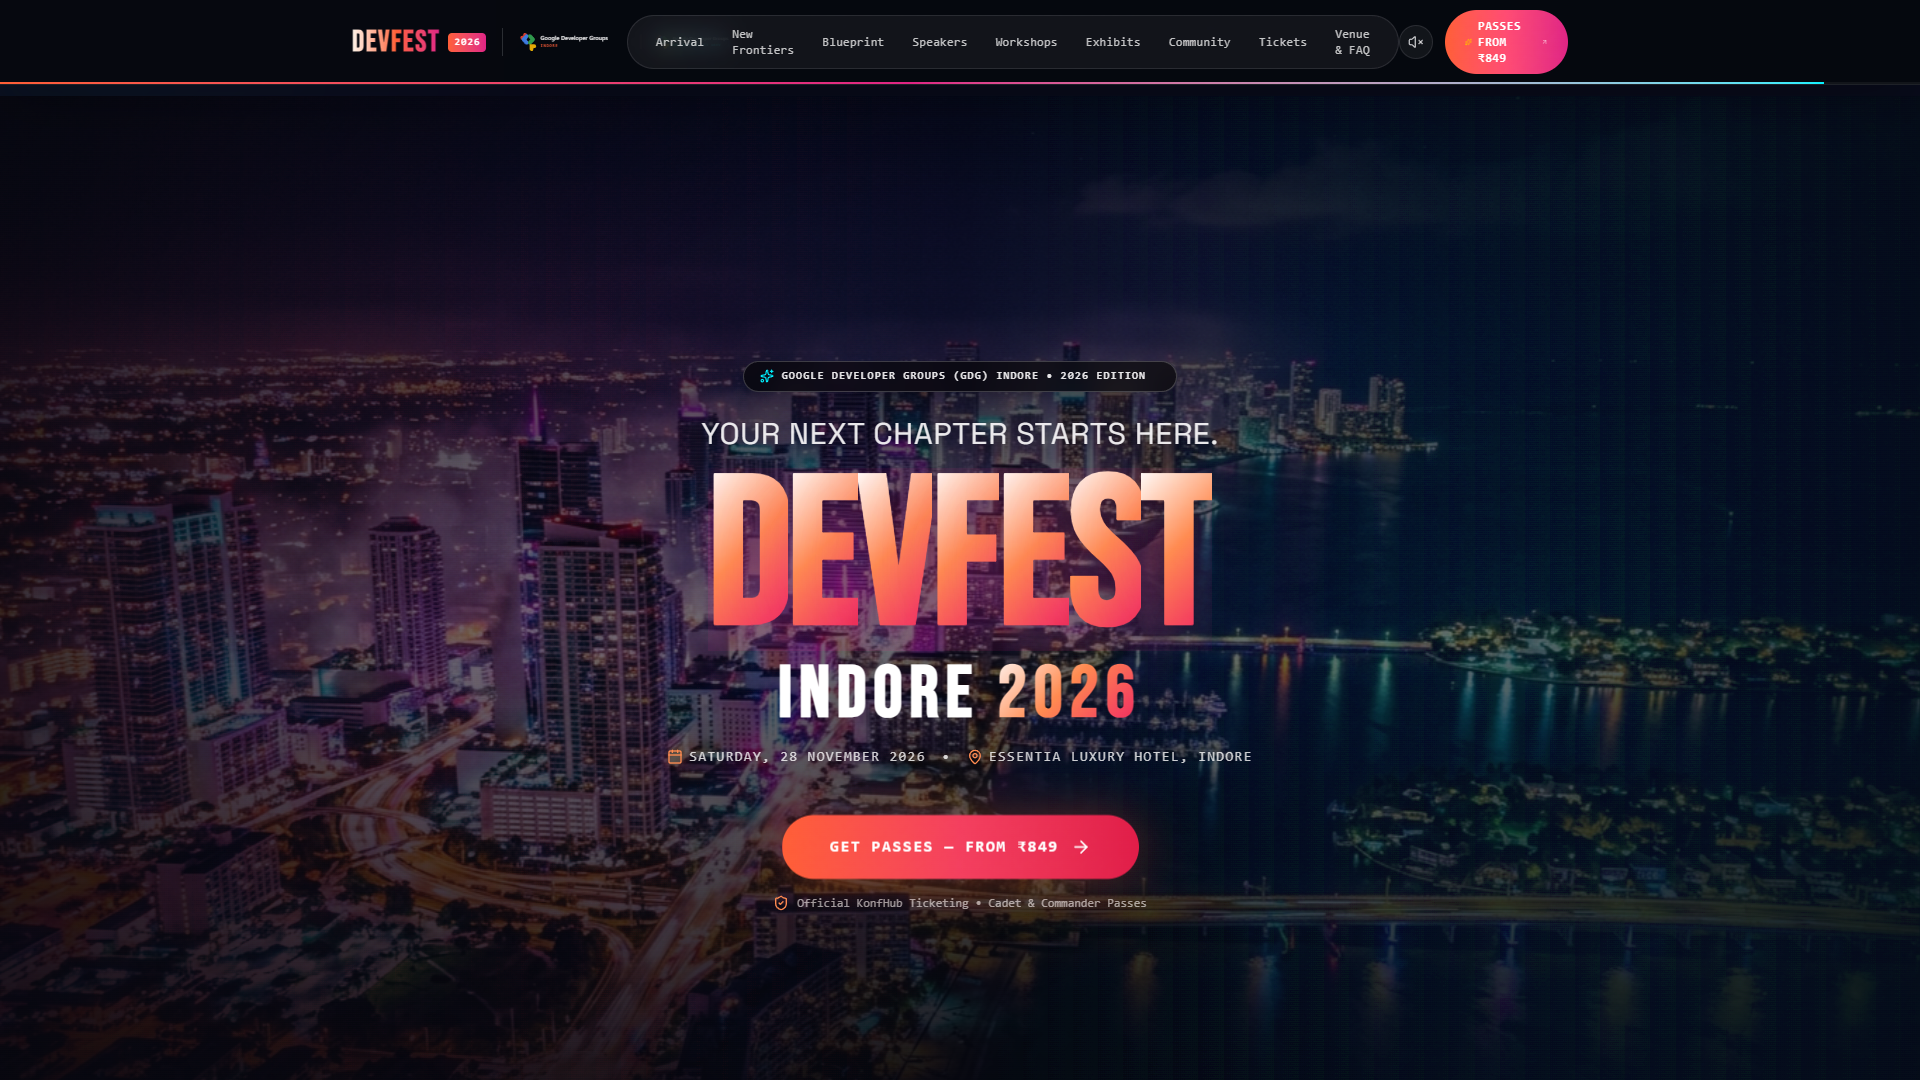 DEVFEST 2026
Google Developer Groups
INDORE
Arrival
New
Frontiers
Blueprint
Speakers
Workshops
Exhibits
Community
Tickets
Venue
& FAQ
PASSES
FROM
₹849
GOOGLE DEVELOPER GROUPS (GDG) INDORE • 2026 EDITION
YOUR NEXT CHAPTER STARTS HERE.
DEVFEST
INDORE 2026
SATURDAY, 28 NOVEMBER 2026 • ESSENTIA LUXURY HOTEL, INDORE
GET PASSES — FROM ₹849
Official KonfHub Ticketing • Cadet & Commander Passes